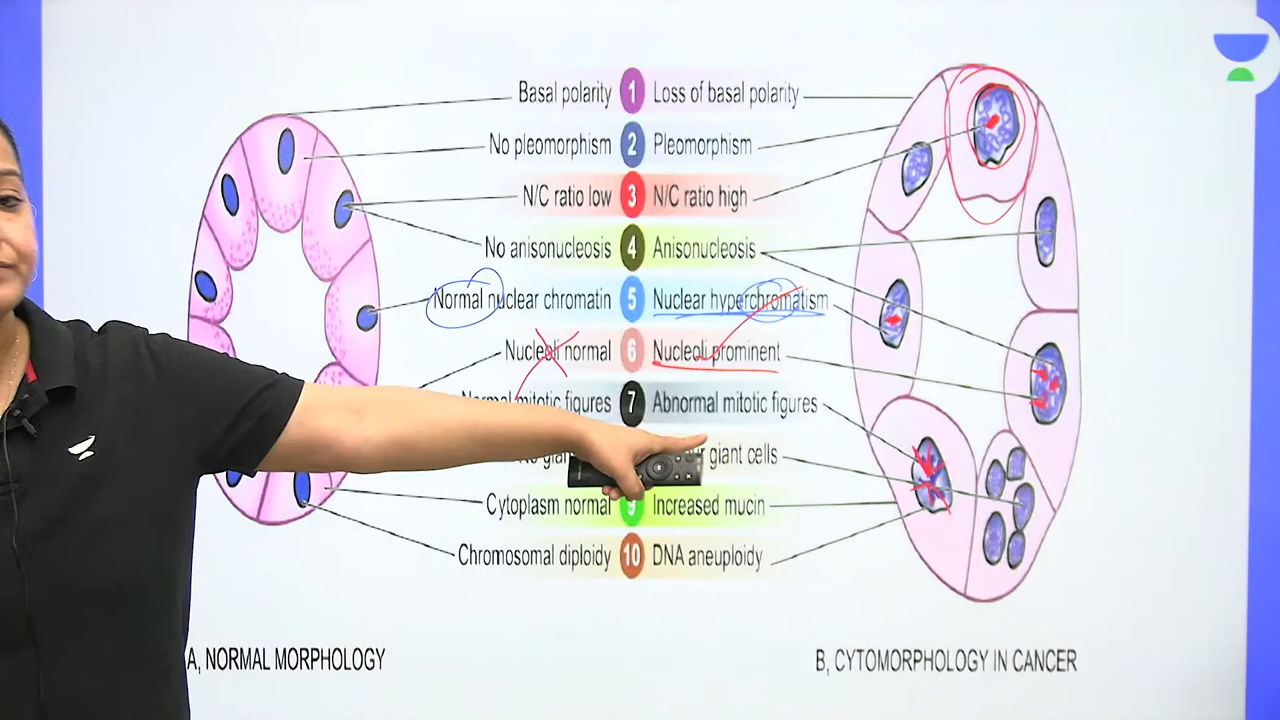 Basal polarity 1 Loss of basal polarity
No pleomorphism 2 Pleomorphism
N/C ratio low 3 N/C ratio high
No anisonucleosis 4 Anisonucleosis
Normal nuclear chromatin 5 Nuclear hyperchromatism
Nucleoli normal 6 Nucleoli prominent
Normal mitotic figures 7 Abnormal mitotic figures
No giant cells
Cytoplasm normal 9 Increased mucin
Chromosomal diploidy 10 DNA aneuploidy
A, NORMAL MORPHOLOGY
B, CYTOMORPHOLOGY IN CANCER